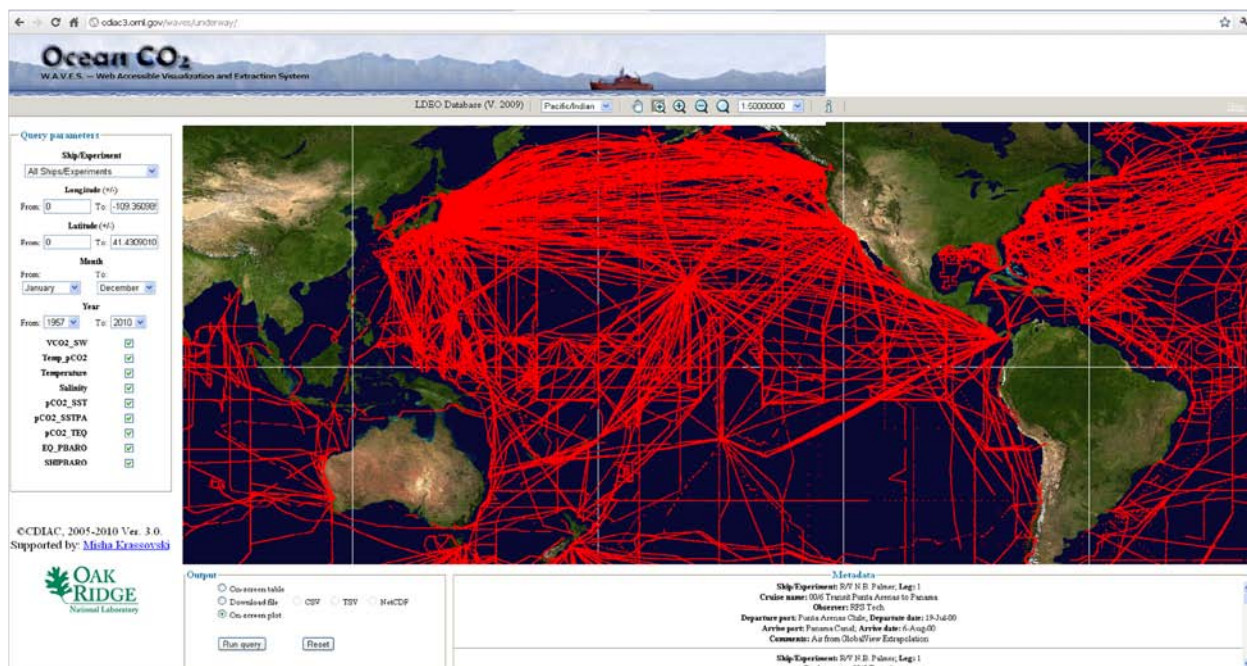 cdiac3.ornl.gov/waves/underway/
Ocean CO2
W.A.V.E.S. — Web Accessible Visualization and Extraction System
LDEO Database (V. 2009) Pacific/Indian 1:50000000
Query parameters
Ship/Experiment
All Ships/Experiments
Longitude (+/-)
From: 0 To: -109.360989
Latitude (+/-)
From: 0 To: 41.4309010
Month
From: To:
January December
Year
From: 1957 To: 2010
VCO2_SW
Temp_pCO2
Temperature
Salinity
pCO2_SST
pCO2_SSTPA
pCO2_TEQ
EQ_PBARO
SHIPBARO
©CDIAC, 2005-2010 Ver. 3.0.
Supported by: Misha Krassovski
OAK
RIDGE
National Laboratory
Output
On-screen table
Download file CSV TSV NetCDF
On-screen plot
Run query Reset
Metadata
Ship/Experiment: R/V N.B. Palmer; Leg: 1
Cruise name: 00/6 Transit Punta Arenas to Panama
Observer: RPS Tech
Departure port: Punta Arenas Chile; Departure date: 19-Jul-00
Arrive port: Panama Canal; Arrive date: 6-Aug-00
Comments: Air from GlobalView Extrapolation
Ship/Experiment: R/V N.B. Palmer; Leg: 1